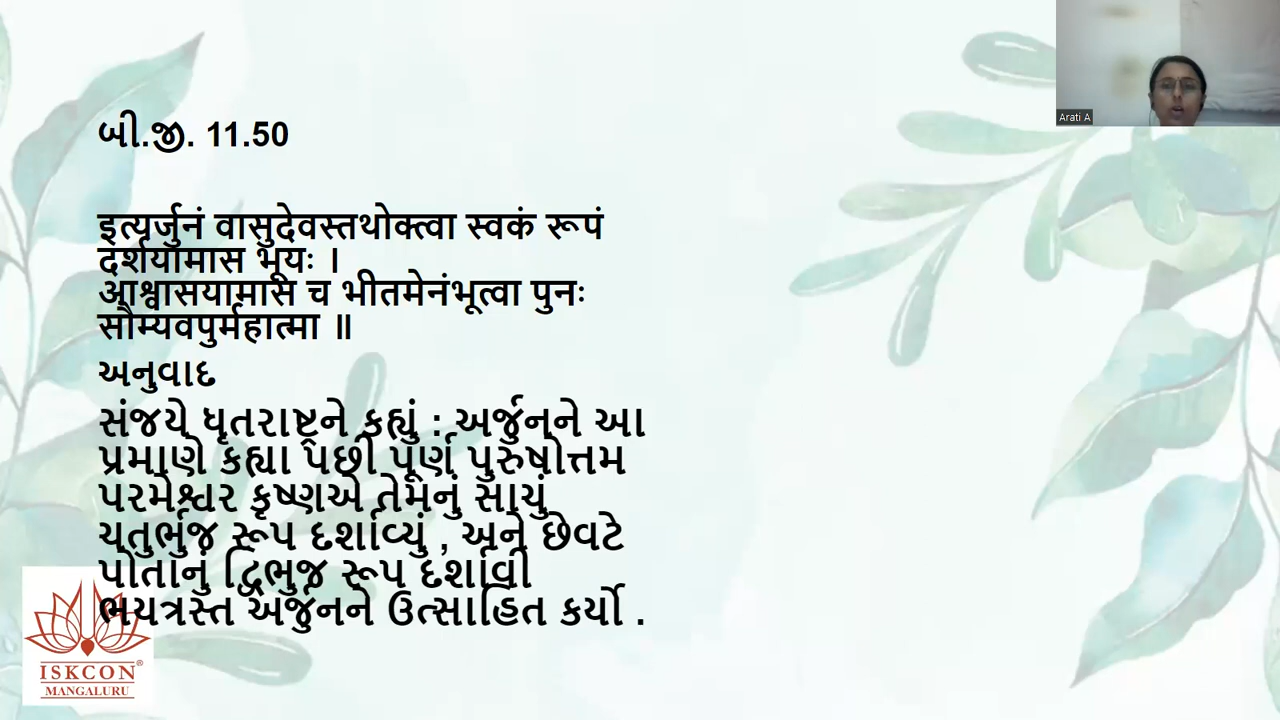 બી.જી. 11.50
इत्यर्जुनं वासुदेवस्तथोक्त्वा स्वकं रूपं
दर्शयामास भूयः ।
आश्वासयामास च भीतमेनंभूत्वा पुनः
सौम्यवपुर्महात्मा ॥
અનુવાદ
સંજયે ધૃતરાષ્ટ્રને કહ્યું : અર્જુનને આ
પ્રમાણે કહ્યા પછી પૂર્ણ પુરુષોત્તમ
પરમેશ્વર કૃષ્ણએ તેમનું સાચું
ચતુર્ભુજ રૂપ દર્શાવ્યું , અને છેવટે
પોતાનું દ્વિભુજ રૂપ દર્શાવી
ભયત્રસ્ત અર્જુનને ઉત્સાહિત કર્યો .
ISKCON®
MANGALURU
Arati A